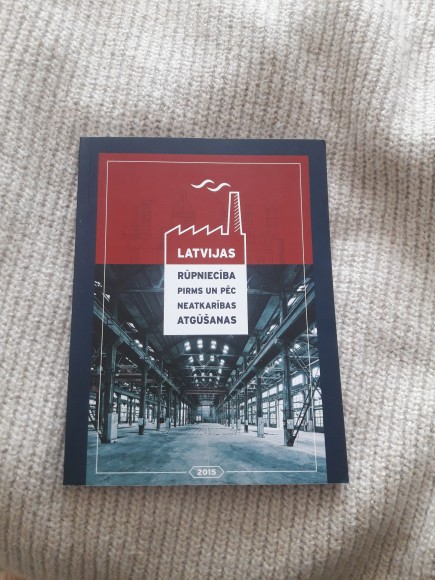 LATVIJAS
RŪPNIECĪBA
PIRMS UN PĒC
NEATKARĪBAS
ATGŪŠANAS
2015